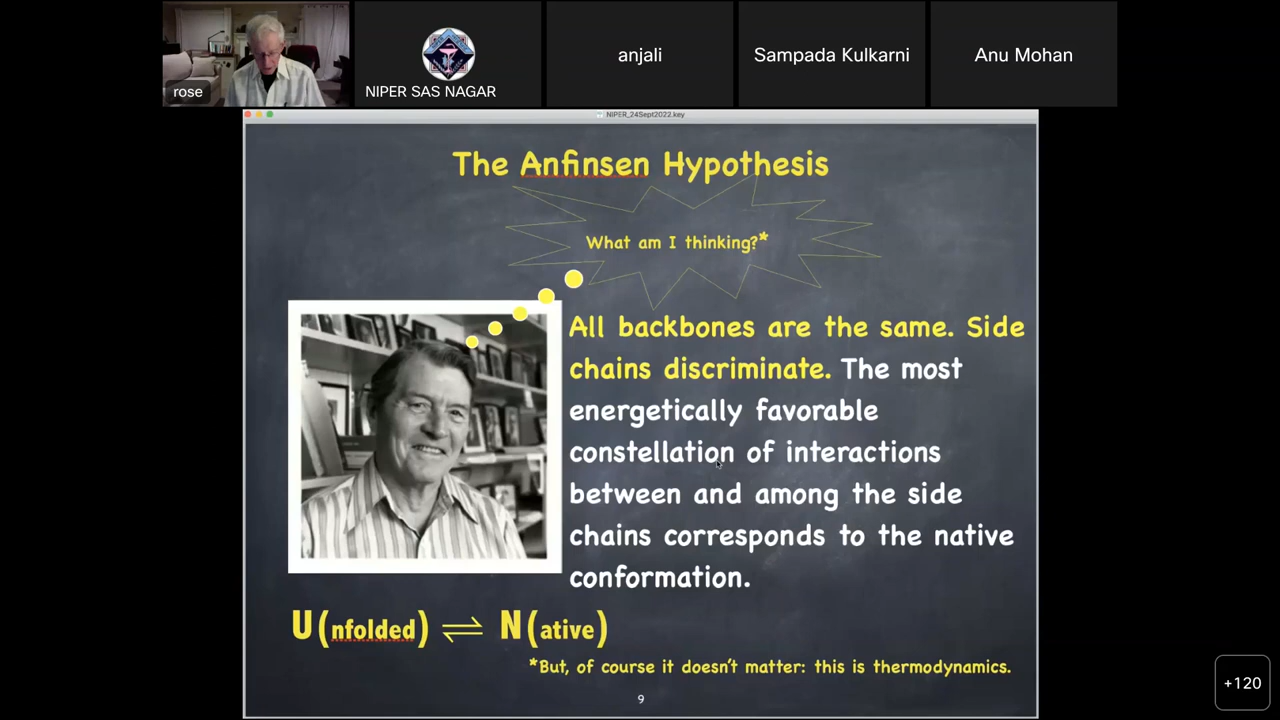 rose
NIPER SAS NAGAR
anjali
Sampada Kulkarni
Anu Mohan
NIPER_24Sept2022.key
The Anfinsen Hypothesis
What am I thinking?*
All backbones are the same. Side
chains discriminate. The most
energetically favorable
constellation of interactions
between and among the side
chains corresponds to the native
conformation.
U(nfolded) ⇌ N(ative)
*But, of course it doesn't matter: this is thermodynamics.
9
+120